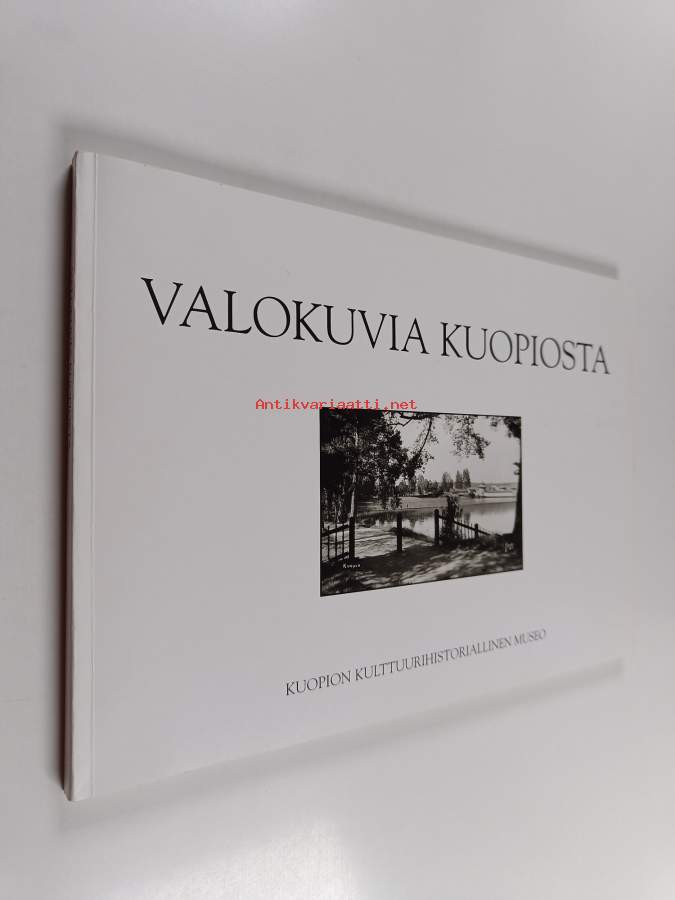 VALOKUVIA KUOPIOSTA
Antikvariaatti.net
Kuopio
KUOPION KULTTUURIHISTORIALLINEN MUSEO